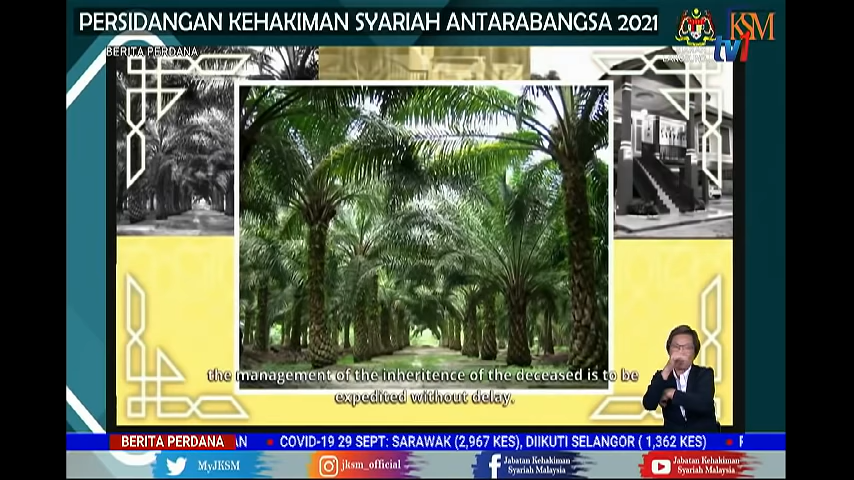 PERSIDANGAN KEHAKIMAN SYARIAH ANTARABANGSA 2021
KSM
tv1
BERITA PERDANA
the management of the inheritence of the deceased is to be
expedited without delay.
BERITA PERDANA
AN • COVID-19 29 SEPT: SARAWAK (2,967 KES), DIIKUTI SELANGOR ( 1,362 KES) •
MyJKSM
jksm_official
Jabatan Kehakiman
Syariah Malaysia
Jabatan Kehakiman
Syariah Malaysia